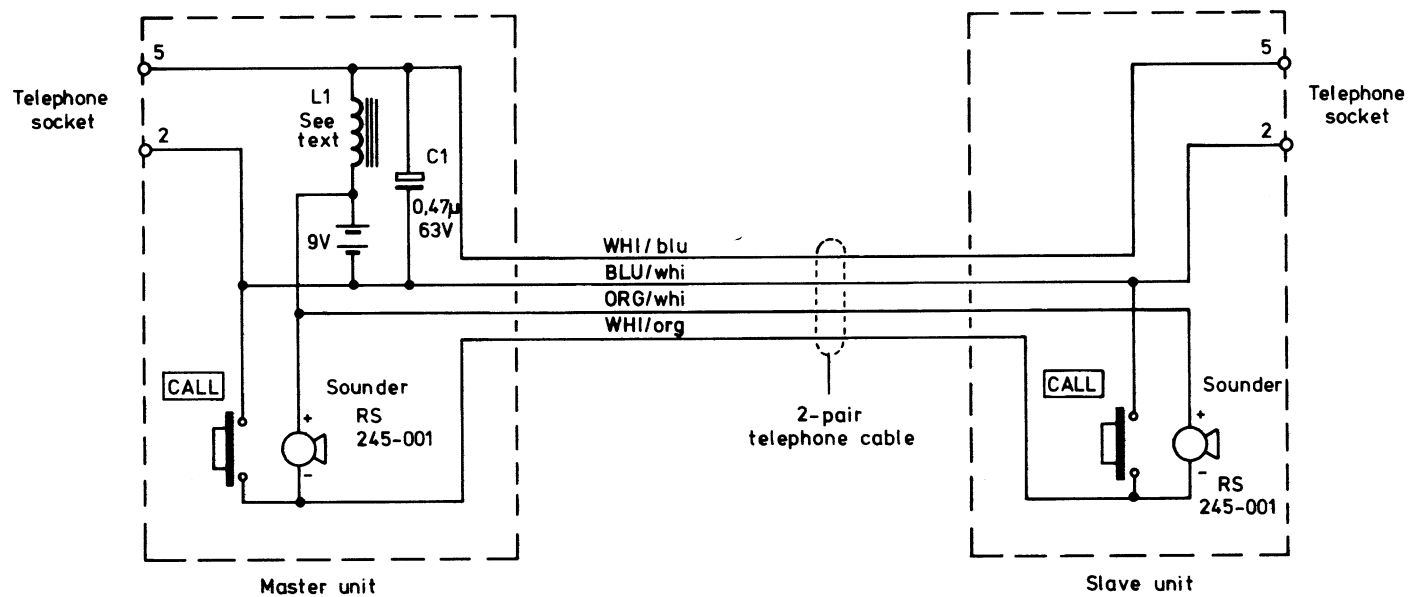 5
Telephone
socket
2
L1
See
text
C1
0,47µ
63V
9V
WHI/blu
BLU/whi
ORG/whi
WHI/org
2-pair
telephone cable
CALL
Sounder
RS
245-001
+
-
Master unit
5
Telephone
socket
2
CALL
Sounder
+
-
RS
245-001
Slave unit